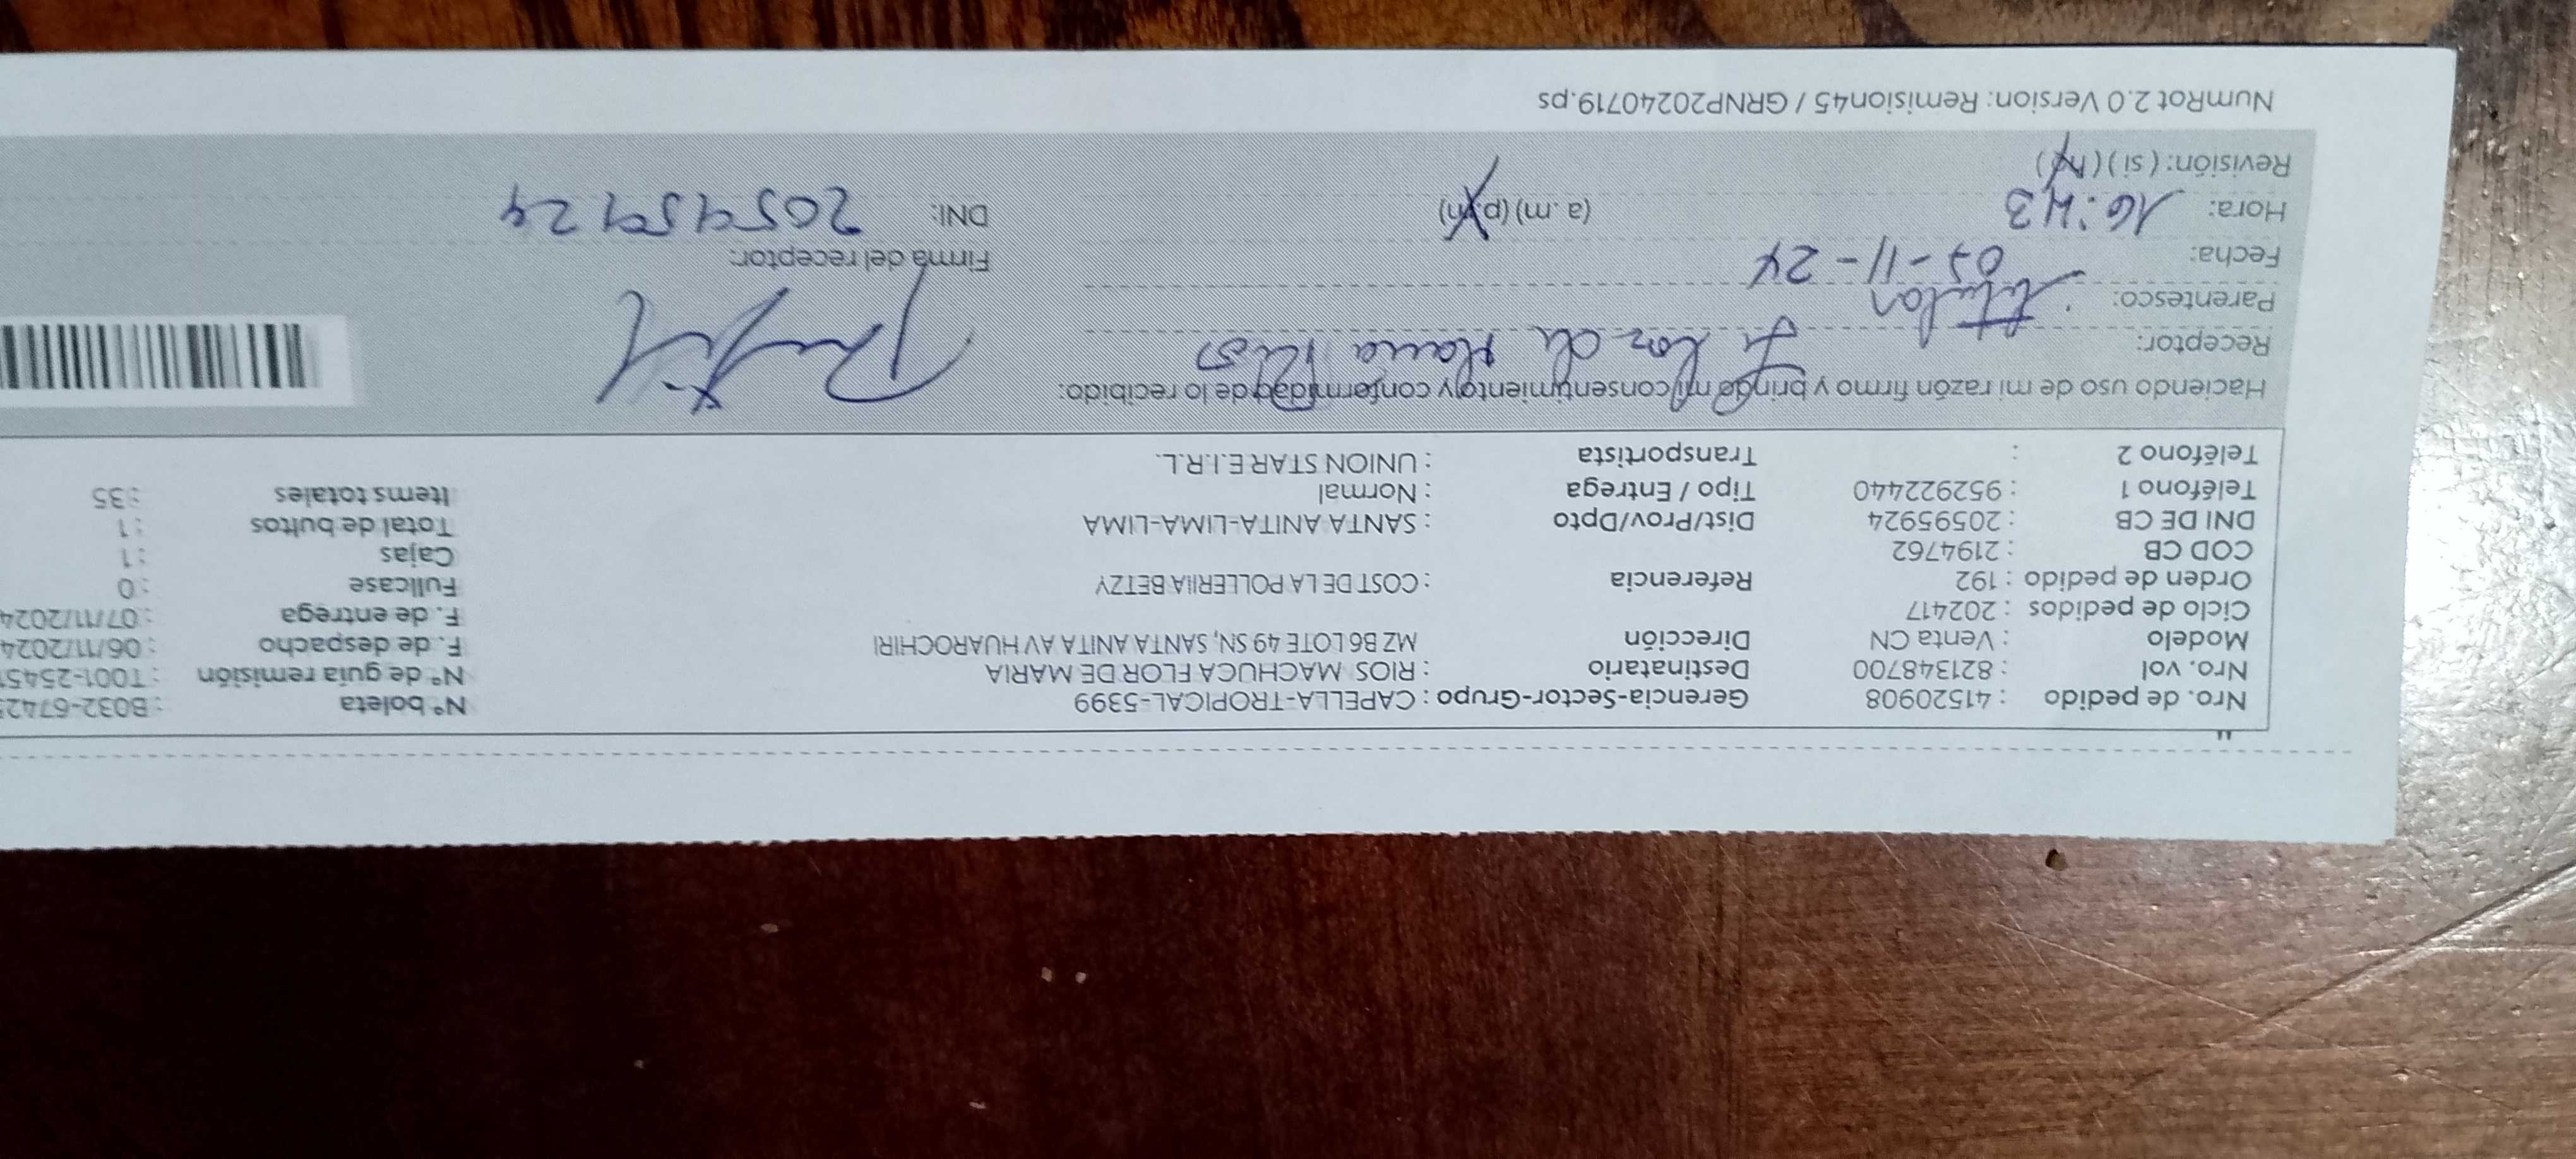 Nro. de pedido : 41520908 Gerencia-Sector-Grupo : CAPELLA-TROPICAL-5399 N° boleta : B032-6742
Nro. vol : 821348700 Destinatario : RIOS MACHUCA FLOR DE MARIA N° de guía remisión : T001-2545
Modelo : Venta CN Dirección MZ B6 LOTE 49 SN, SANTA ANITA AV HUAROCHIRI F. de despacho : 06/11/2024
Ciclo de pedidos : 202417 F. de entrega : 07/11/2024
Orden de pedido : 192 Referencia : COST DE LA POLLERIIA BETZY Fullcase : 0
COD CB : 2194762 Cajas : 1
DNI DE CB : 20595924 Dist/Prov/Dpto : SANTA ANITA-LIMA-LIMA Total de bultos : 1
Teléfono 1 : 952922440 Tipo / Entrega : Normal Items totales : 35
Teléfono 2 : Transportista : UNION STAR E.I.R.L.
Haciendo uso de mi razón firmo y brindo mi consentimiento y conformidad de lo recibido:
Receptor: Flor de Maria Rios
Parentesco: titular
Fecha: 07-11-24 Firma del receptor:
Hora: 16:43 (a.m) (p.m) DNI:
Revisión: (si) (no)
NumRot 2.0 Version: Remision45 / GRNP20240719.ps